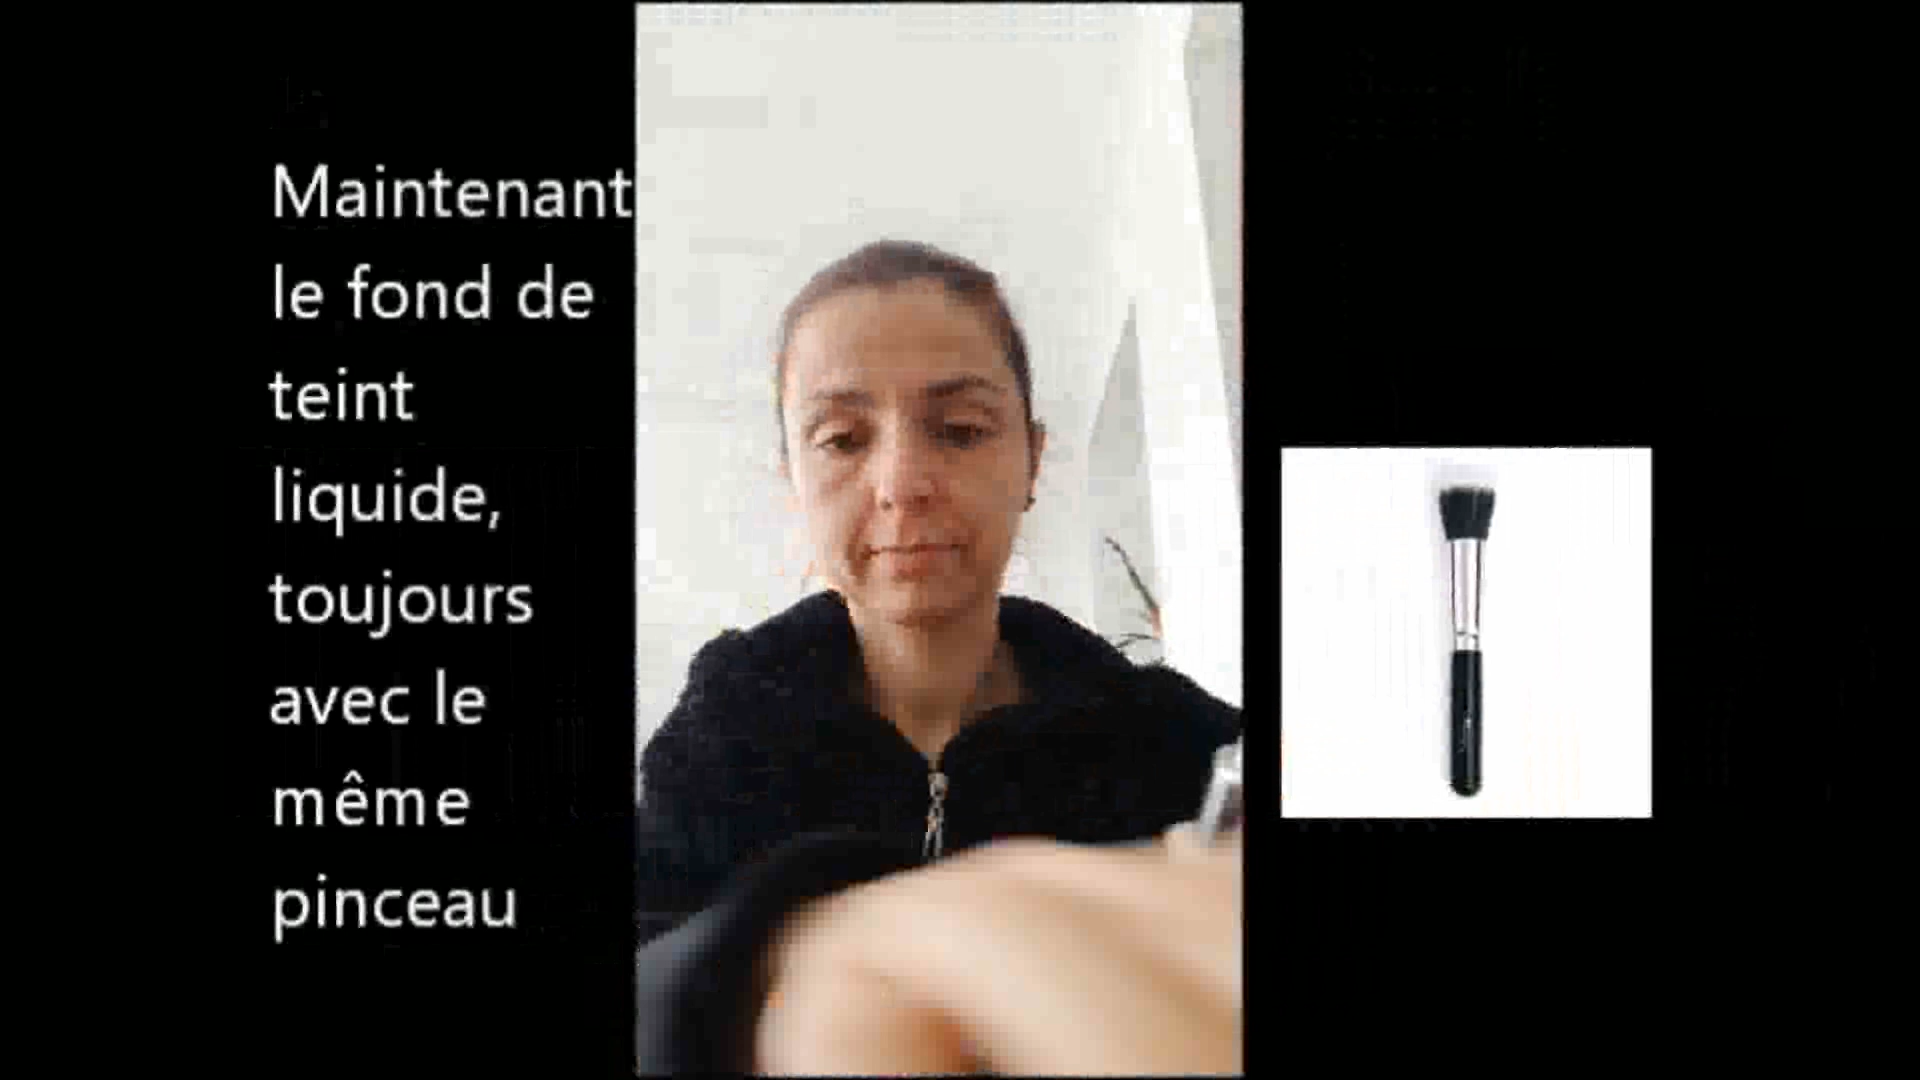 Maintenant
le fond de
teint
liquide,
toujours
avec le
même
pinceau